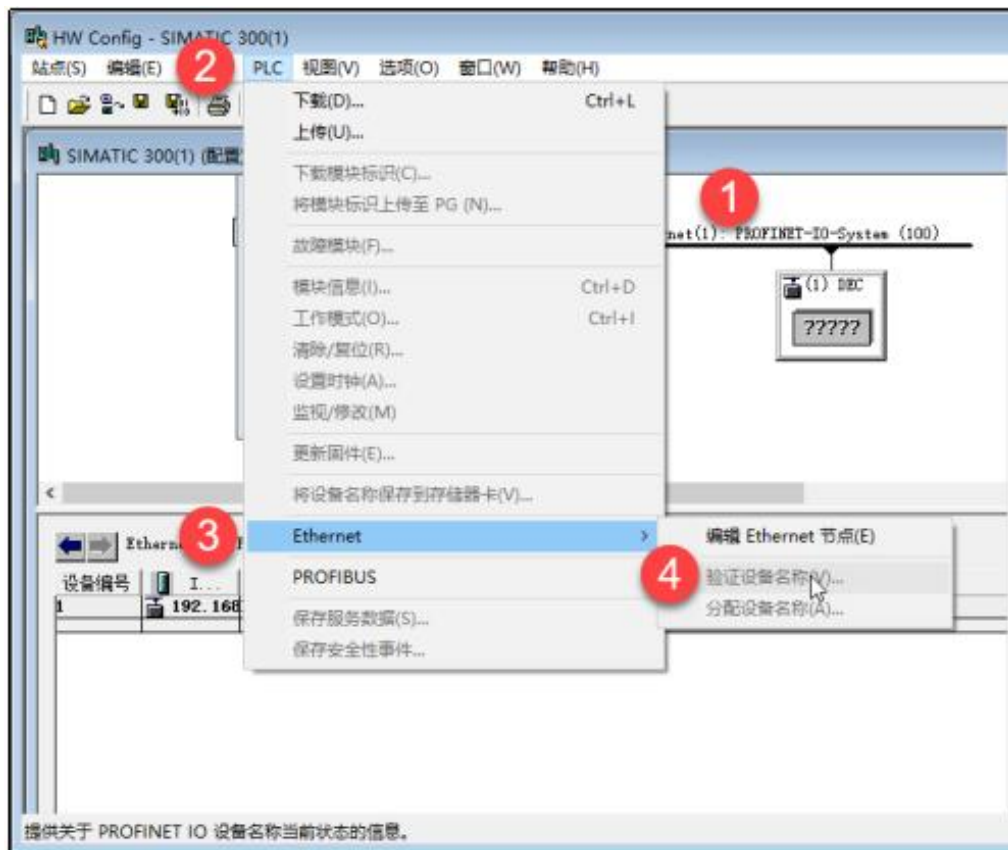 HW Config - SIMATIC 300(1)
站点(S) 编辑(E) 2 PLC 视图(V) 选项(O) 窗口(W) 帮助(H)
下载(D)... Ctrl+L
上传(U)...
SIMATIC 300(1) (配置
下载模块标识(C)...
将模块标识上传至 PG (N)...
1
net(1): PROFINET-IO-System (100)
故障模块(F)...
模块信息(I)... Ctrl+D
(1) DEC
工作模式(O)... Ctrl+I
?????
清除/复位(R)...
设置时钟(A)...
监视/修改(M)
更新固件(E)...
将设备名称保存到存储器卡(V)...
3
Ethernet
编辑 Ethernet 节点(E)
Ethern
设备编号 I...
PROFIBUS
4 验证设备名称(V)...
1 192.168
保存服务数据(S)...
分配设备名称(A)...
保存安全性事件...
提供关于 PROFINET IO 设备名称当前状态的信息。